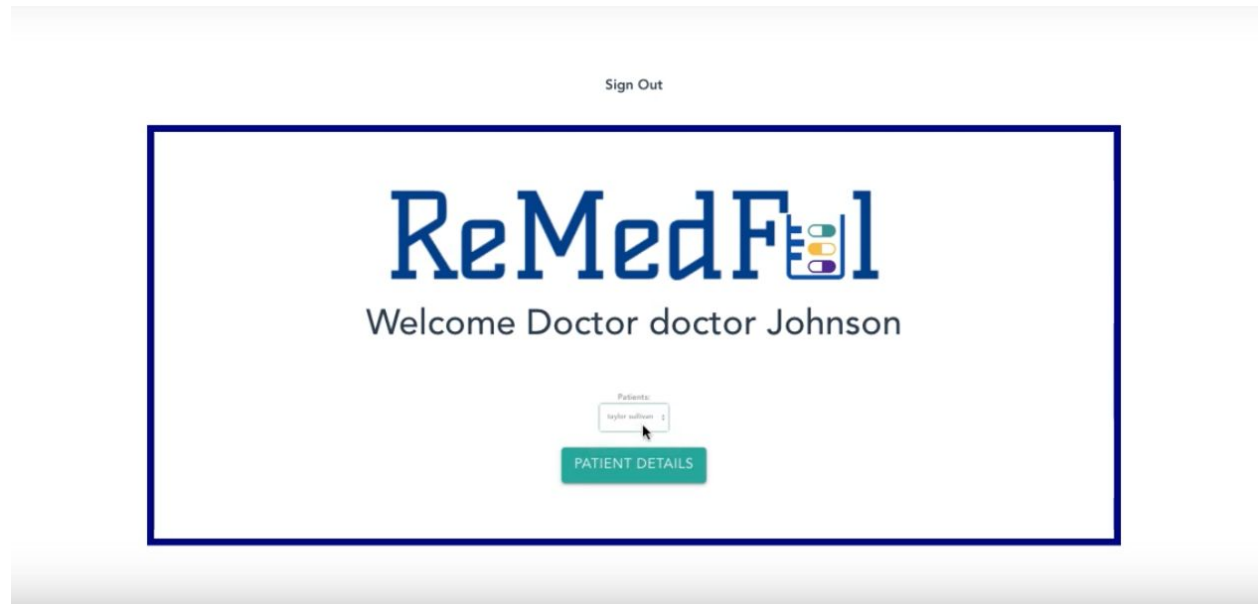 Sign Out
ReMedFul
Welcome Doctor doctor Johnson
Patients:
taylor sullivan
PATIENT DETAILS